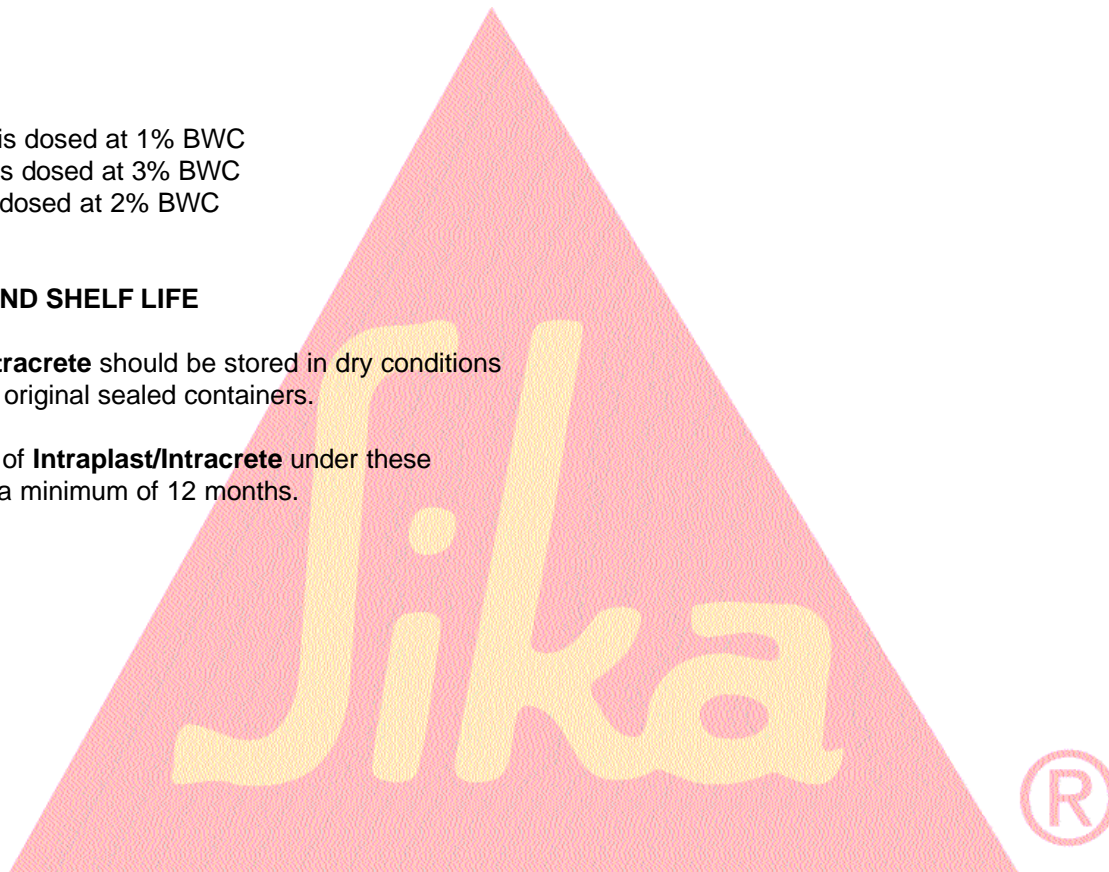 is dosed at 1% BWC
s dosed at 3% BWC
dosed at 2% BWC
ND SHELF LIFE
tracrete should be stored in dry conditions
original sealed containers.
of Intraplast/Intracrete under these
a minimum of 12 months.
Sika
®